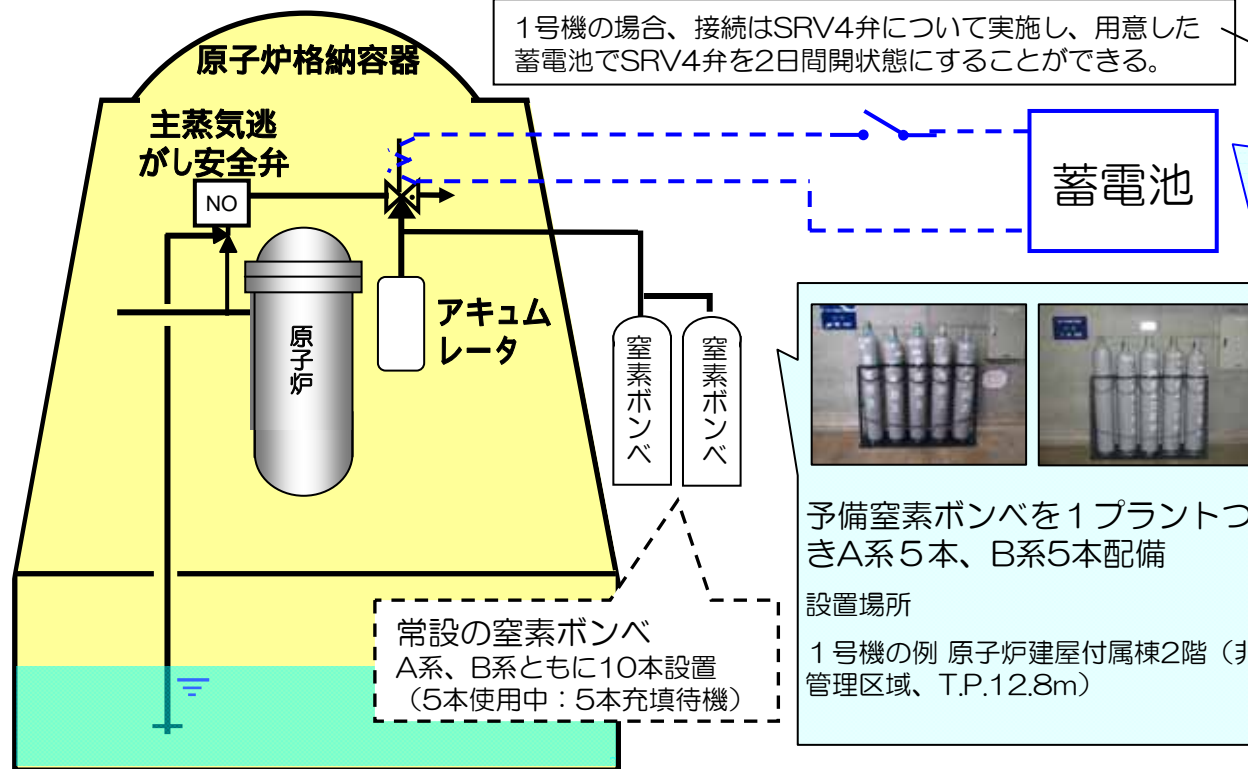 1号機の場合、接続はSRV4弁について実施し、用意した
蓄電池でSRV4弁を2日間開状態にすることができる。
原子炉格納容器
主蒸気逃
がし安全弁
NO
蓄電池
原子炉
アキュム
レータ
窒素ボンベ
窒素ボンベ
予備窒素ボンベを１プラントつ
きA系５本、B系5本配備
設置場所
１号機の例 原子炉建屋付属棟2階（非
管理区域、T.P.12.8m）
常設の窒素ボンベ
A系、B系ともに10本設置
（5本使用中：5本充填待機）